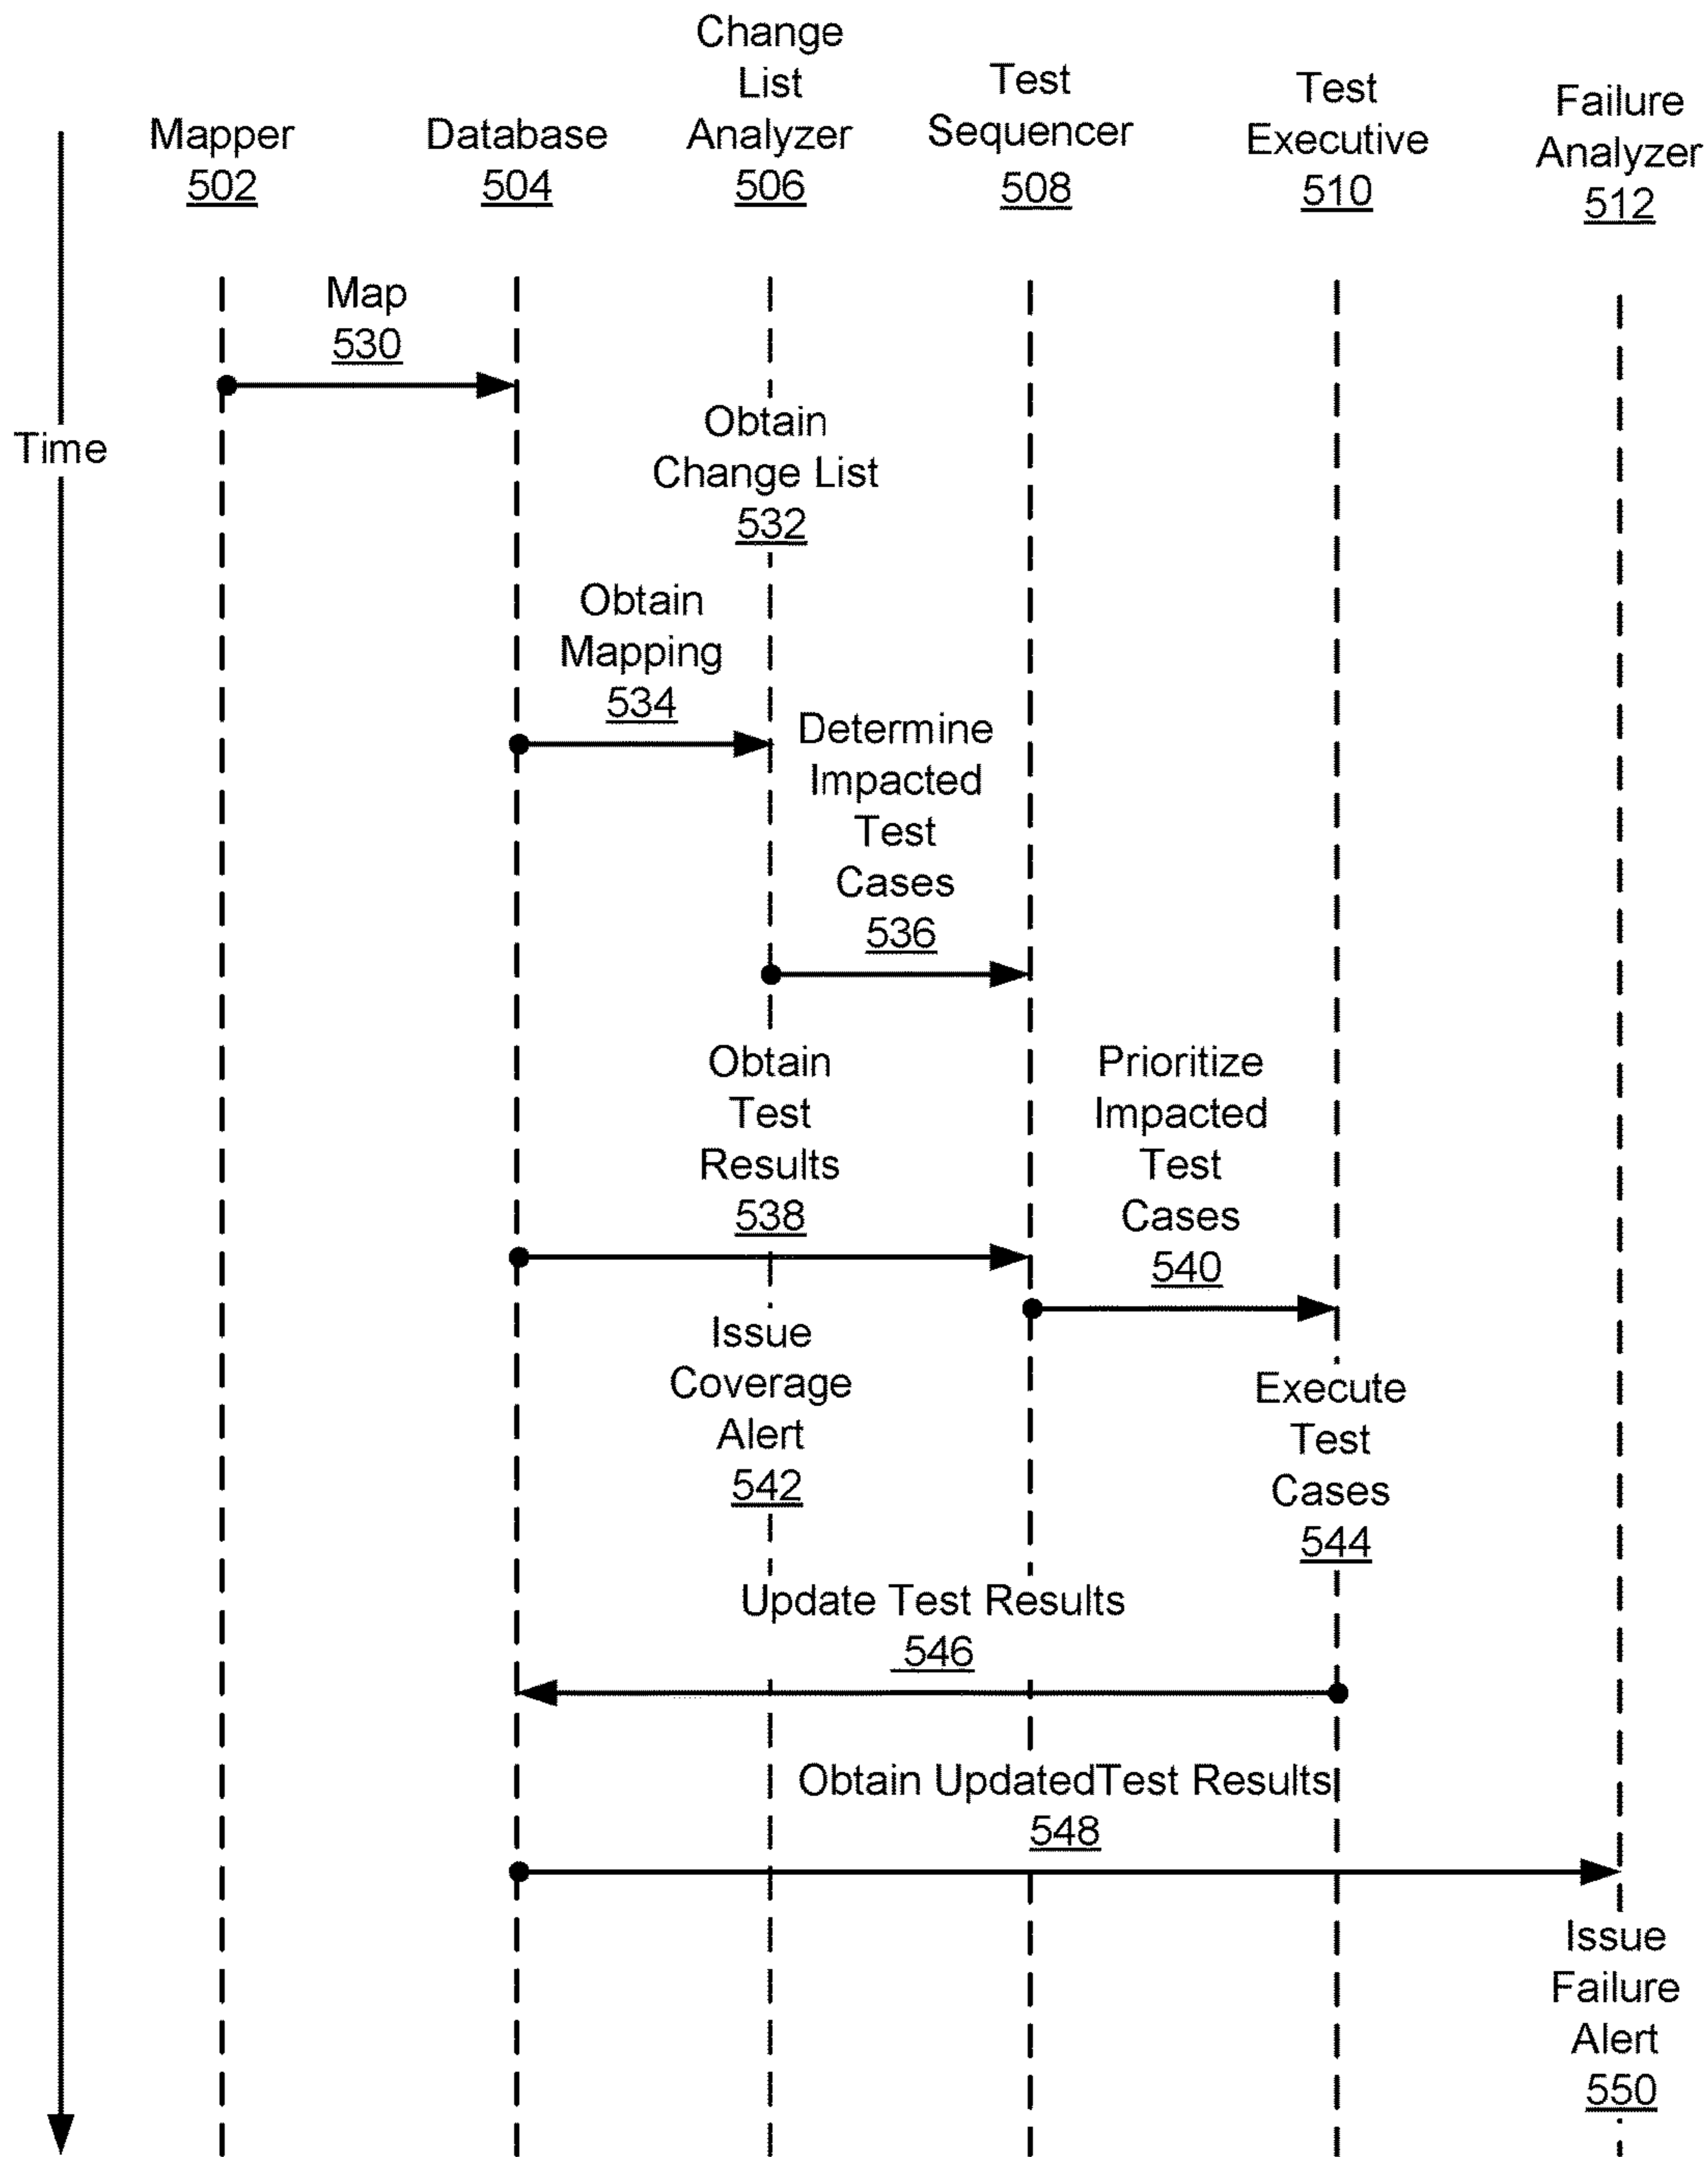 Mapper
502
Database
504
Change
List
Analyzer
506
Test
Sequencer
508
Test
Executive
510
Failure
Analyzer
512
Time
Map
530
Obtain
Change List
532
Obtain
Mapping
534
Determine
Impacted
Test
Cases
536
Obtain
Test
Results
538
Prioritize
Impacted
Test
Cases
540
Issue
Coverage
Alert
542
Execute
Test
Cases
544
Update Test Results
546
Obtain UpdatedTest Results
548
Issue
Failure
Alert
550